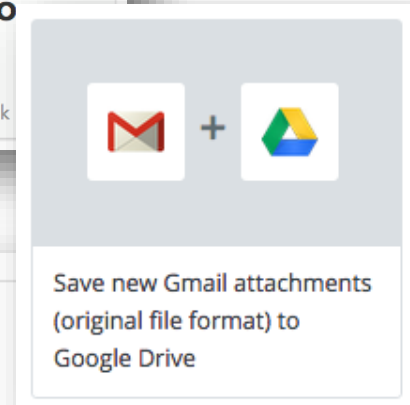 o
k
+
Save new Gmail attachments
(original file format) to
Google Drive